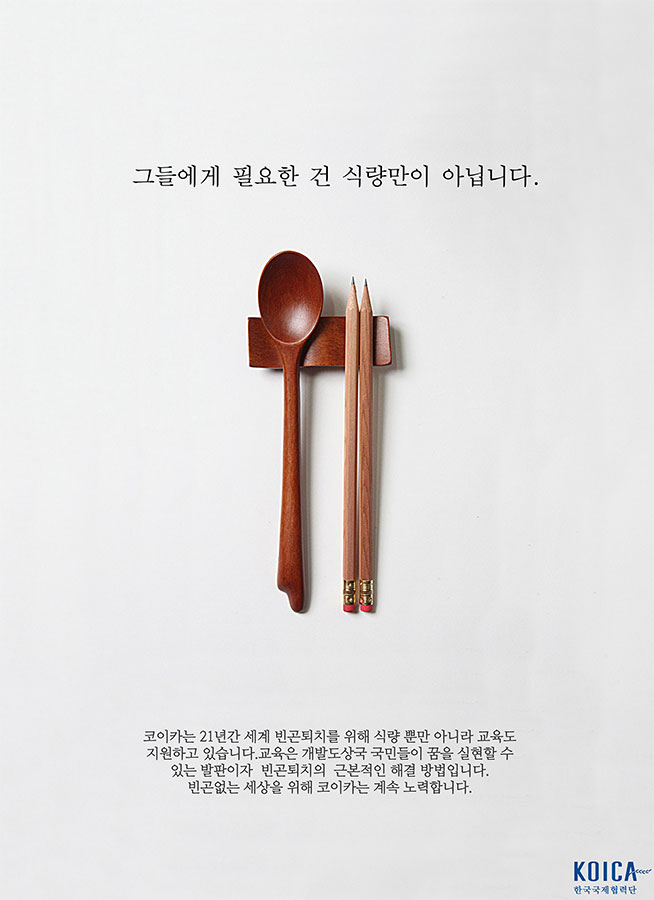 그들에게 필요한 건 식량만이 아닙니다.
코이카는 21년간 세계 빈곤퇴치를 위해 식량 뿐만 아니라 교육도
지원하고 있습니다.교육은 개발도상국 국민들이 꿈을 실현할 수
있는 발판이자 빈곤퇴치의 근본적인 해결 방법입니다.
빈곤없는 세상을 위해 코이카는 계속 노력합니다.
KOICA
한국국제협력단